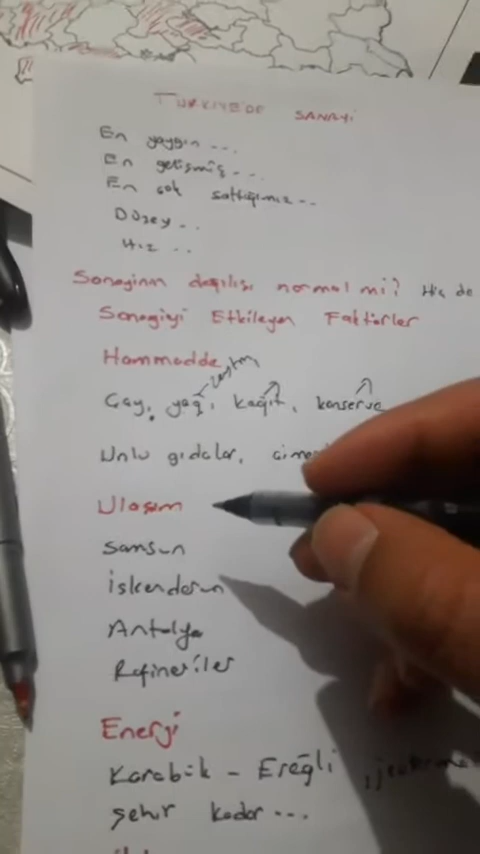 TÜRKİYE'DE SANAYİ
En yaygın ...
En gelişmiş ...
En çok sattığımız ...
Düzey ..
Hız ..
Sanayinin dağılışı normal mi? Hiç de
Sanayiyi Etkileyen Faktörler
Hammadde
Çay, yağ, kağıt, konserve
Unlu gıdalar,
Ulaşım
Samsun
İskenderun
Antalya
Rafineriler
Enerji
Karabük - Ereğli
şehir kadar ...